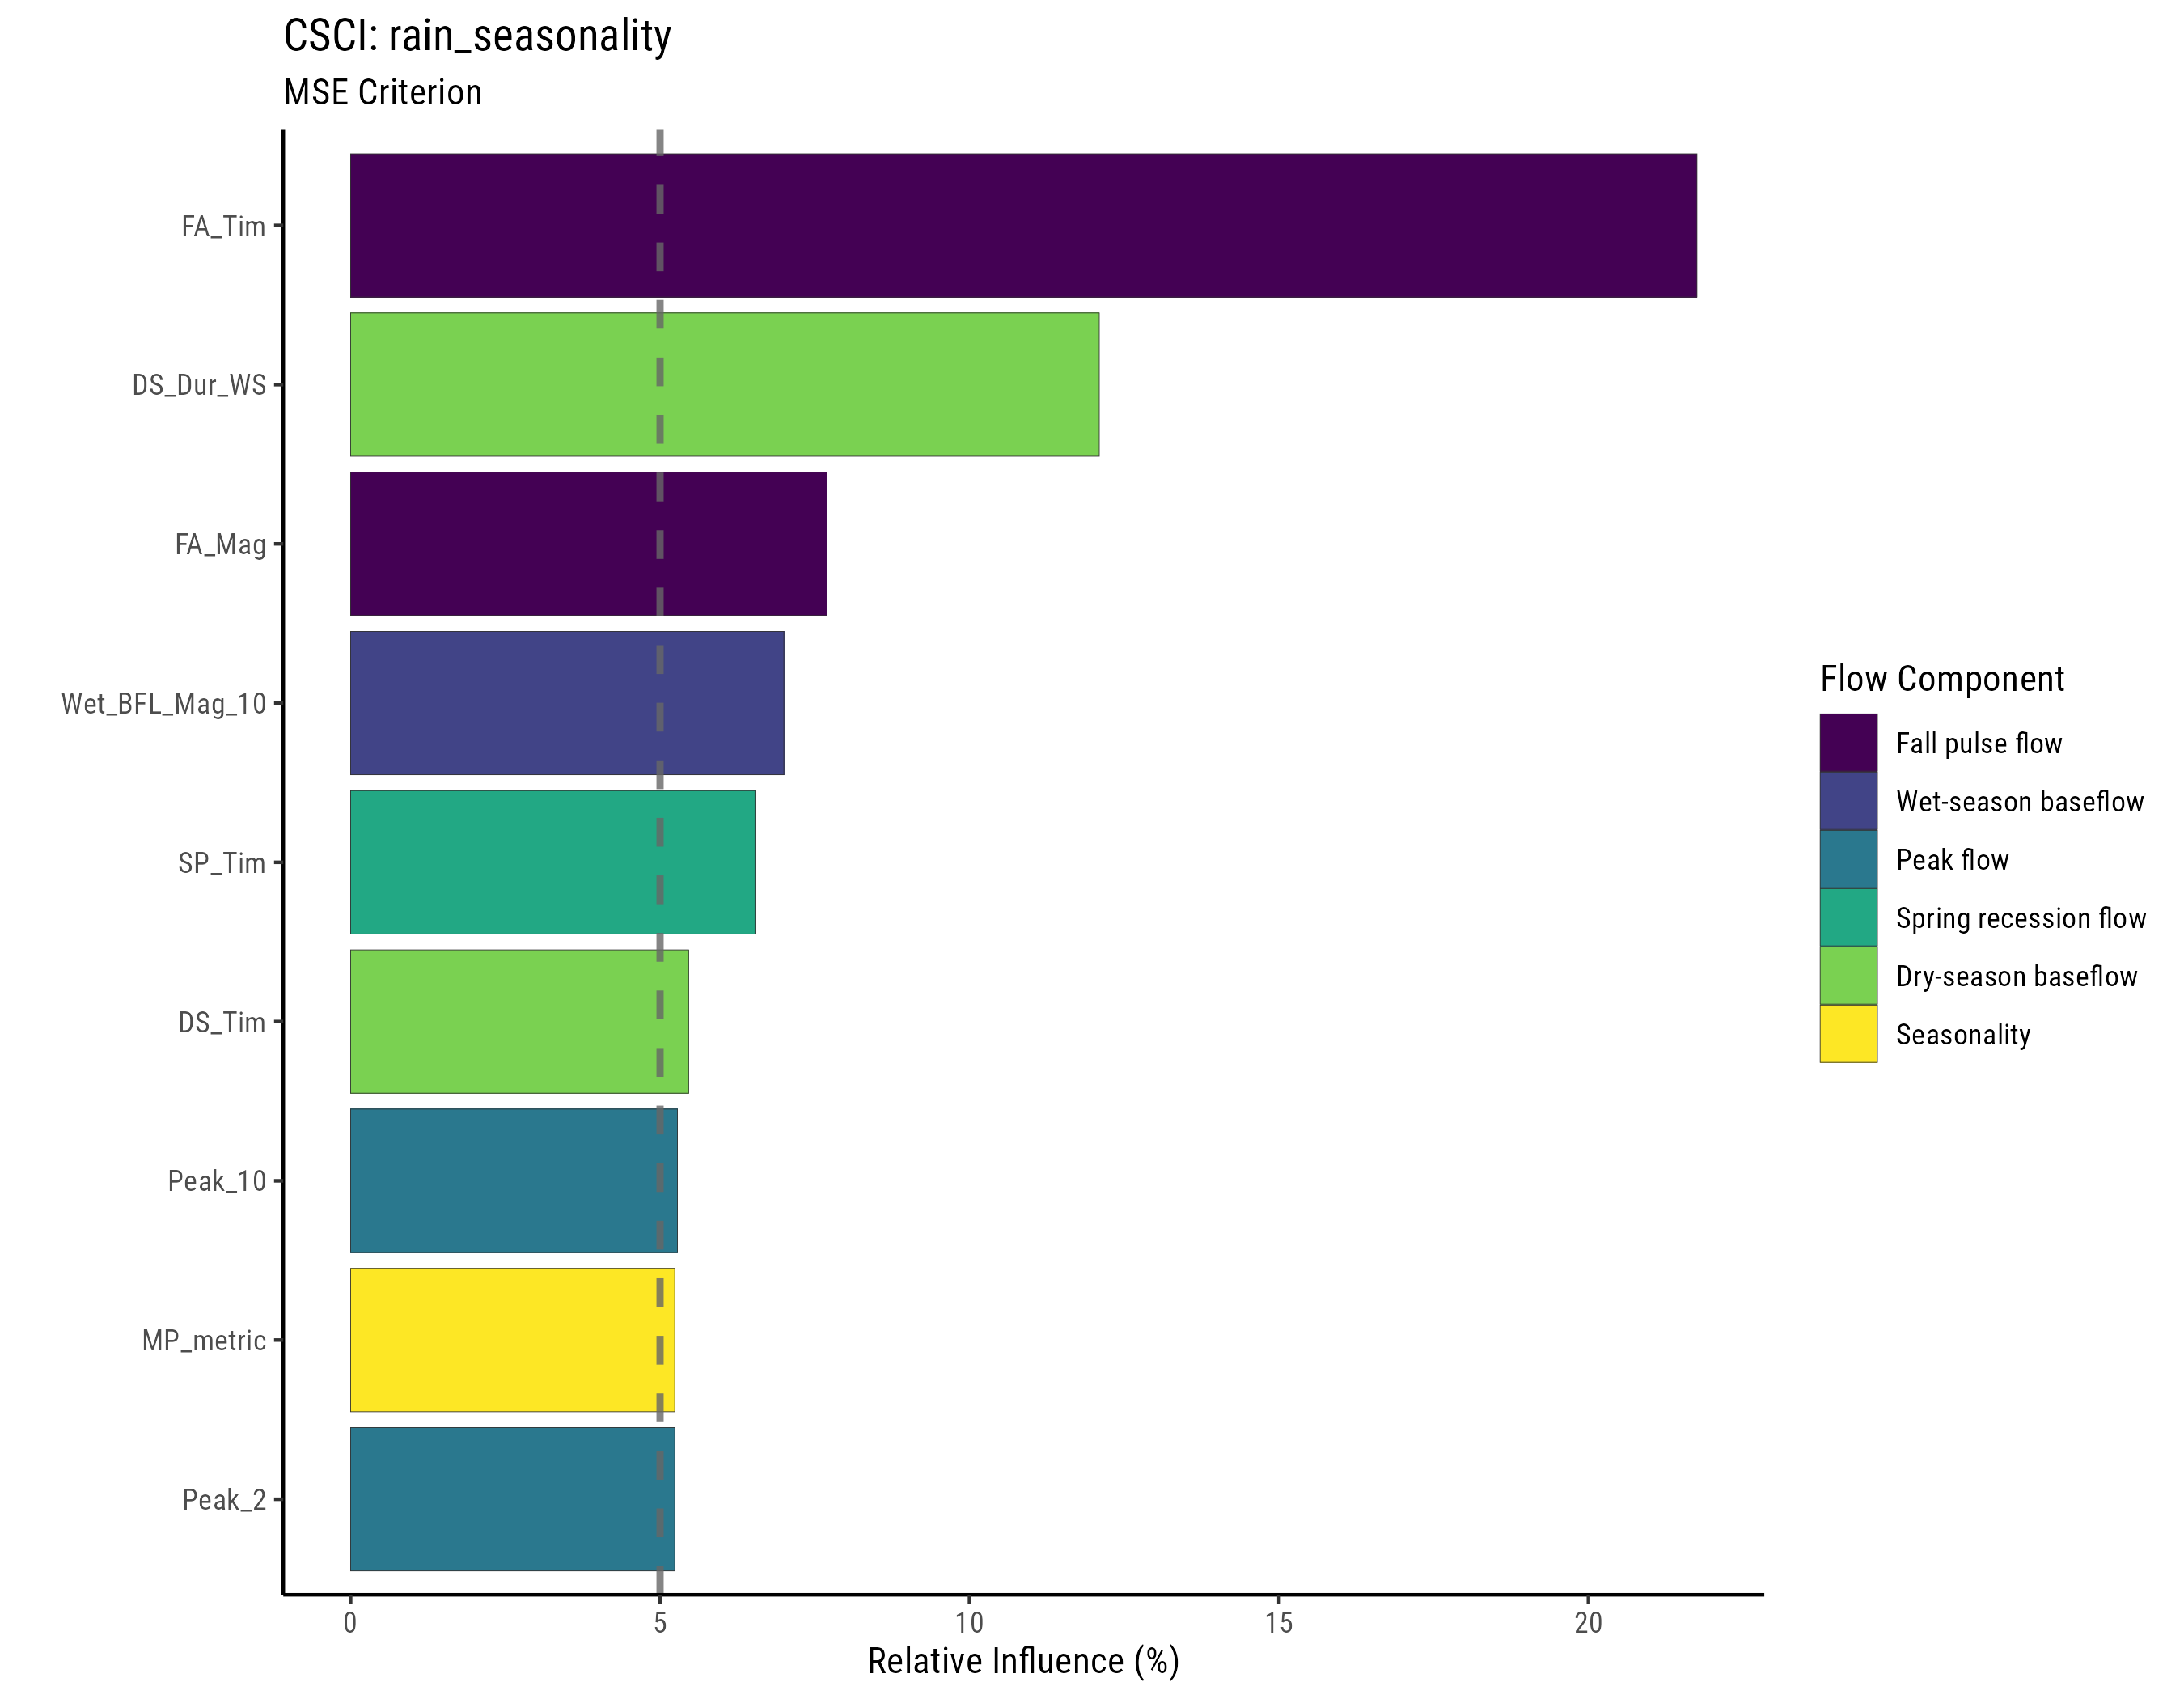 CSCI: rain_seasonality
MSE Criterion
FA_Tim
DS_Dur_WS
FA_Mag
Wet_BFL_Mag_10
SP_Tim
DS_Tim
Peak_10
MP_metric
Peak_2
0 5 10 15 20
Relative Influence (%)
Flow Component
Fall pulse flow
Wet-season baseflow
Peak flow
Spring recession flow
Dry-season baseflow
Seasonality